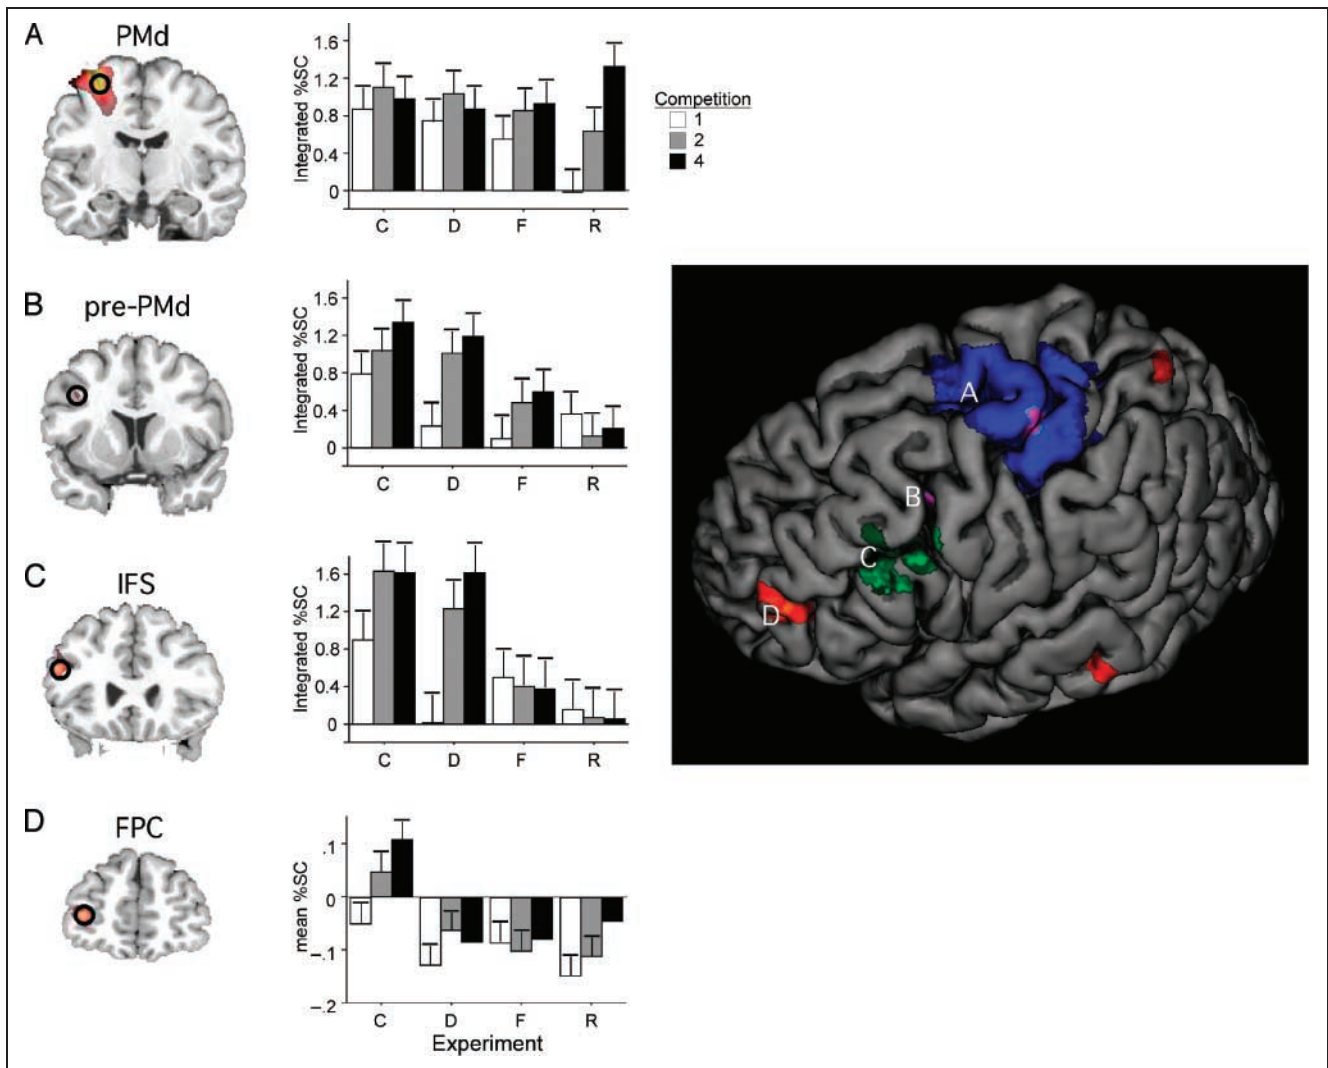 A
PMd
Integrated %SC
1.6
1.2
0.8
0.4
0
C D F R
Competition
1
2
4
B
pre-PMd
Integrated %SC
1.6
1.2
0.8
0.4
0
C D F R
C
IFS
Integrated %SC
1.6
1.2
0.8
0.4
0
C D F R
D
FPC
mean %SC
.1
0
–.1
–.2
C D F R
Experiment
A
B
C
D